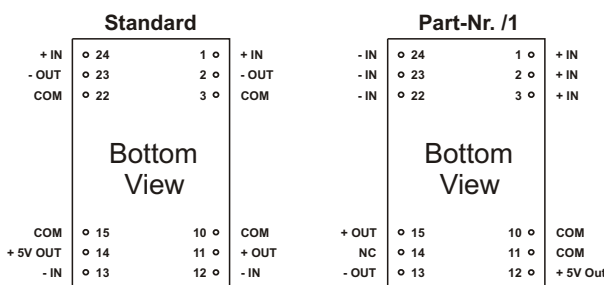 Standard Part-Nr. /1
+ IN 24 1 + IN - IN 24 1 + IN
- OUT 23 2 - OUT - IN 23 2 + IN
COM 22 3 COM - IN 22 3 + IN
Bottom Bottom
View View
COM 15 10 COM + OUT 15 10 COM
+ 5V OUT 14 11 + OUT NC 14 11 COM
- IN 13 12 - IN - OUT 13 12 + 5V Out